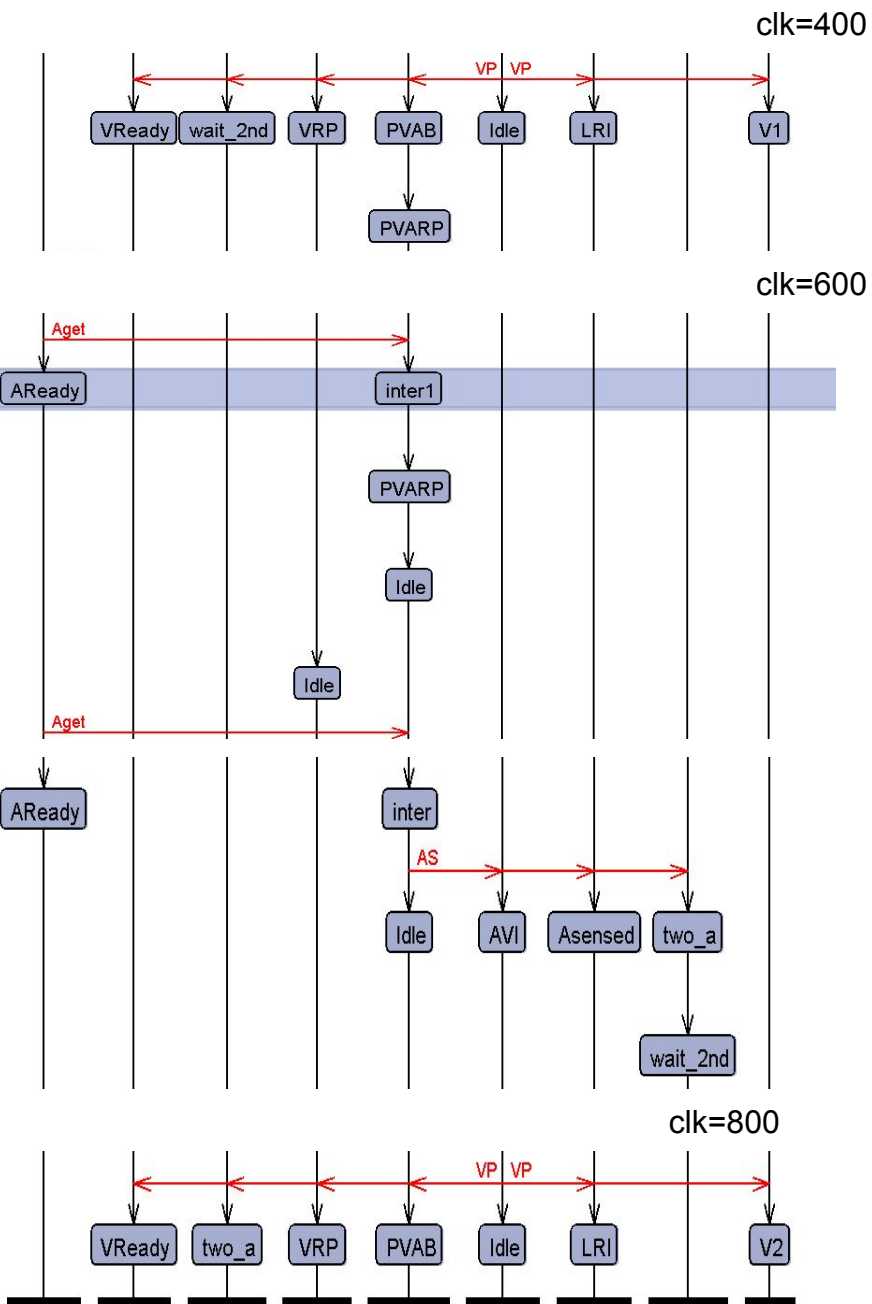 clk=400
VP VP
VReady wait_2nd VRP PVAB Idle LRI V1
PVARP
clk=600
Aget
AReady inter1
PVARP
Idle
Idle
Aget
AReady inter
AS
Idle AVI Asensed two_a
wait_2nd
clk=800
VP VP
VReady two_a VRP PVAB Idle LRI V2